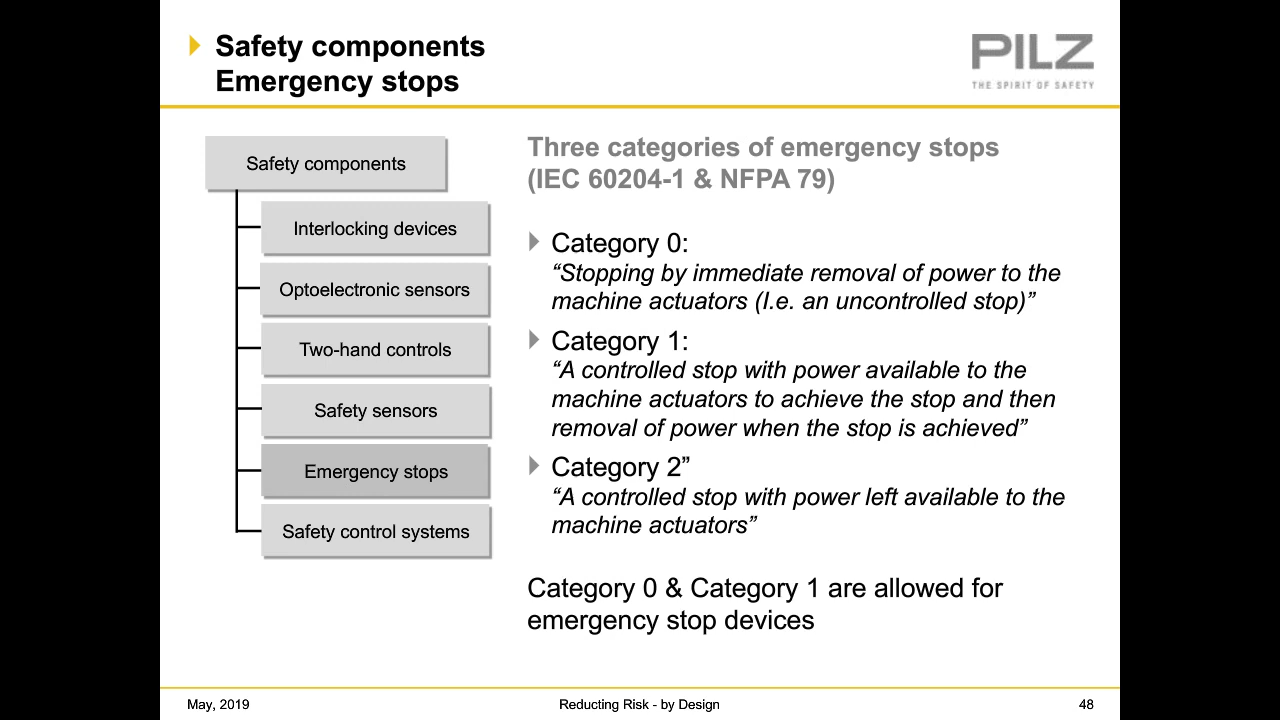 Safety components
Emergency stops
PILZ
THE SPIRIT OF SAFETY
Safety components
Interlocking devices
Optoelectronic sensors
Two-hand controls
Safety sensors
Emergency stops
Safety control systems
Three categories of emergency stops
(IEC 60204-1 & NFPA 79)
Category 0:
“Stopping by immediate removal of power to the
machine actuators (I.e. an uncontrolled stop)”
Category 1:
“A controlled stop with power available to the
machine actuators to achieve the stop and then
removal of power when the stop is achieved”
Category 2”
“A controlled stop with power left available to the
machine actuators”
Category 0 & Category 1 are allowed for
emergency stop devices
May, 2019
Reducting Risk - by Design
48